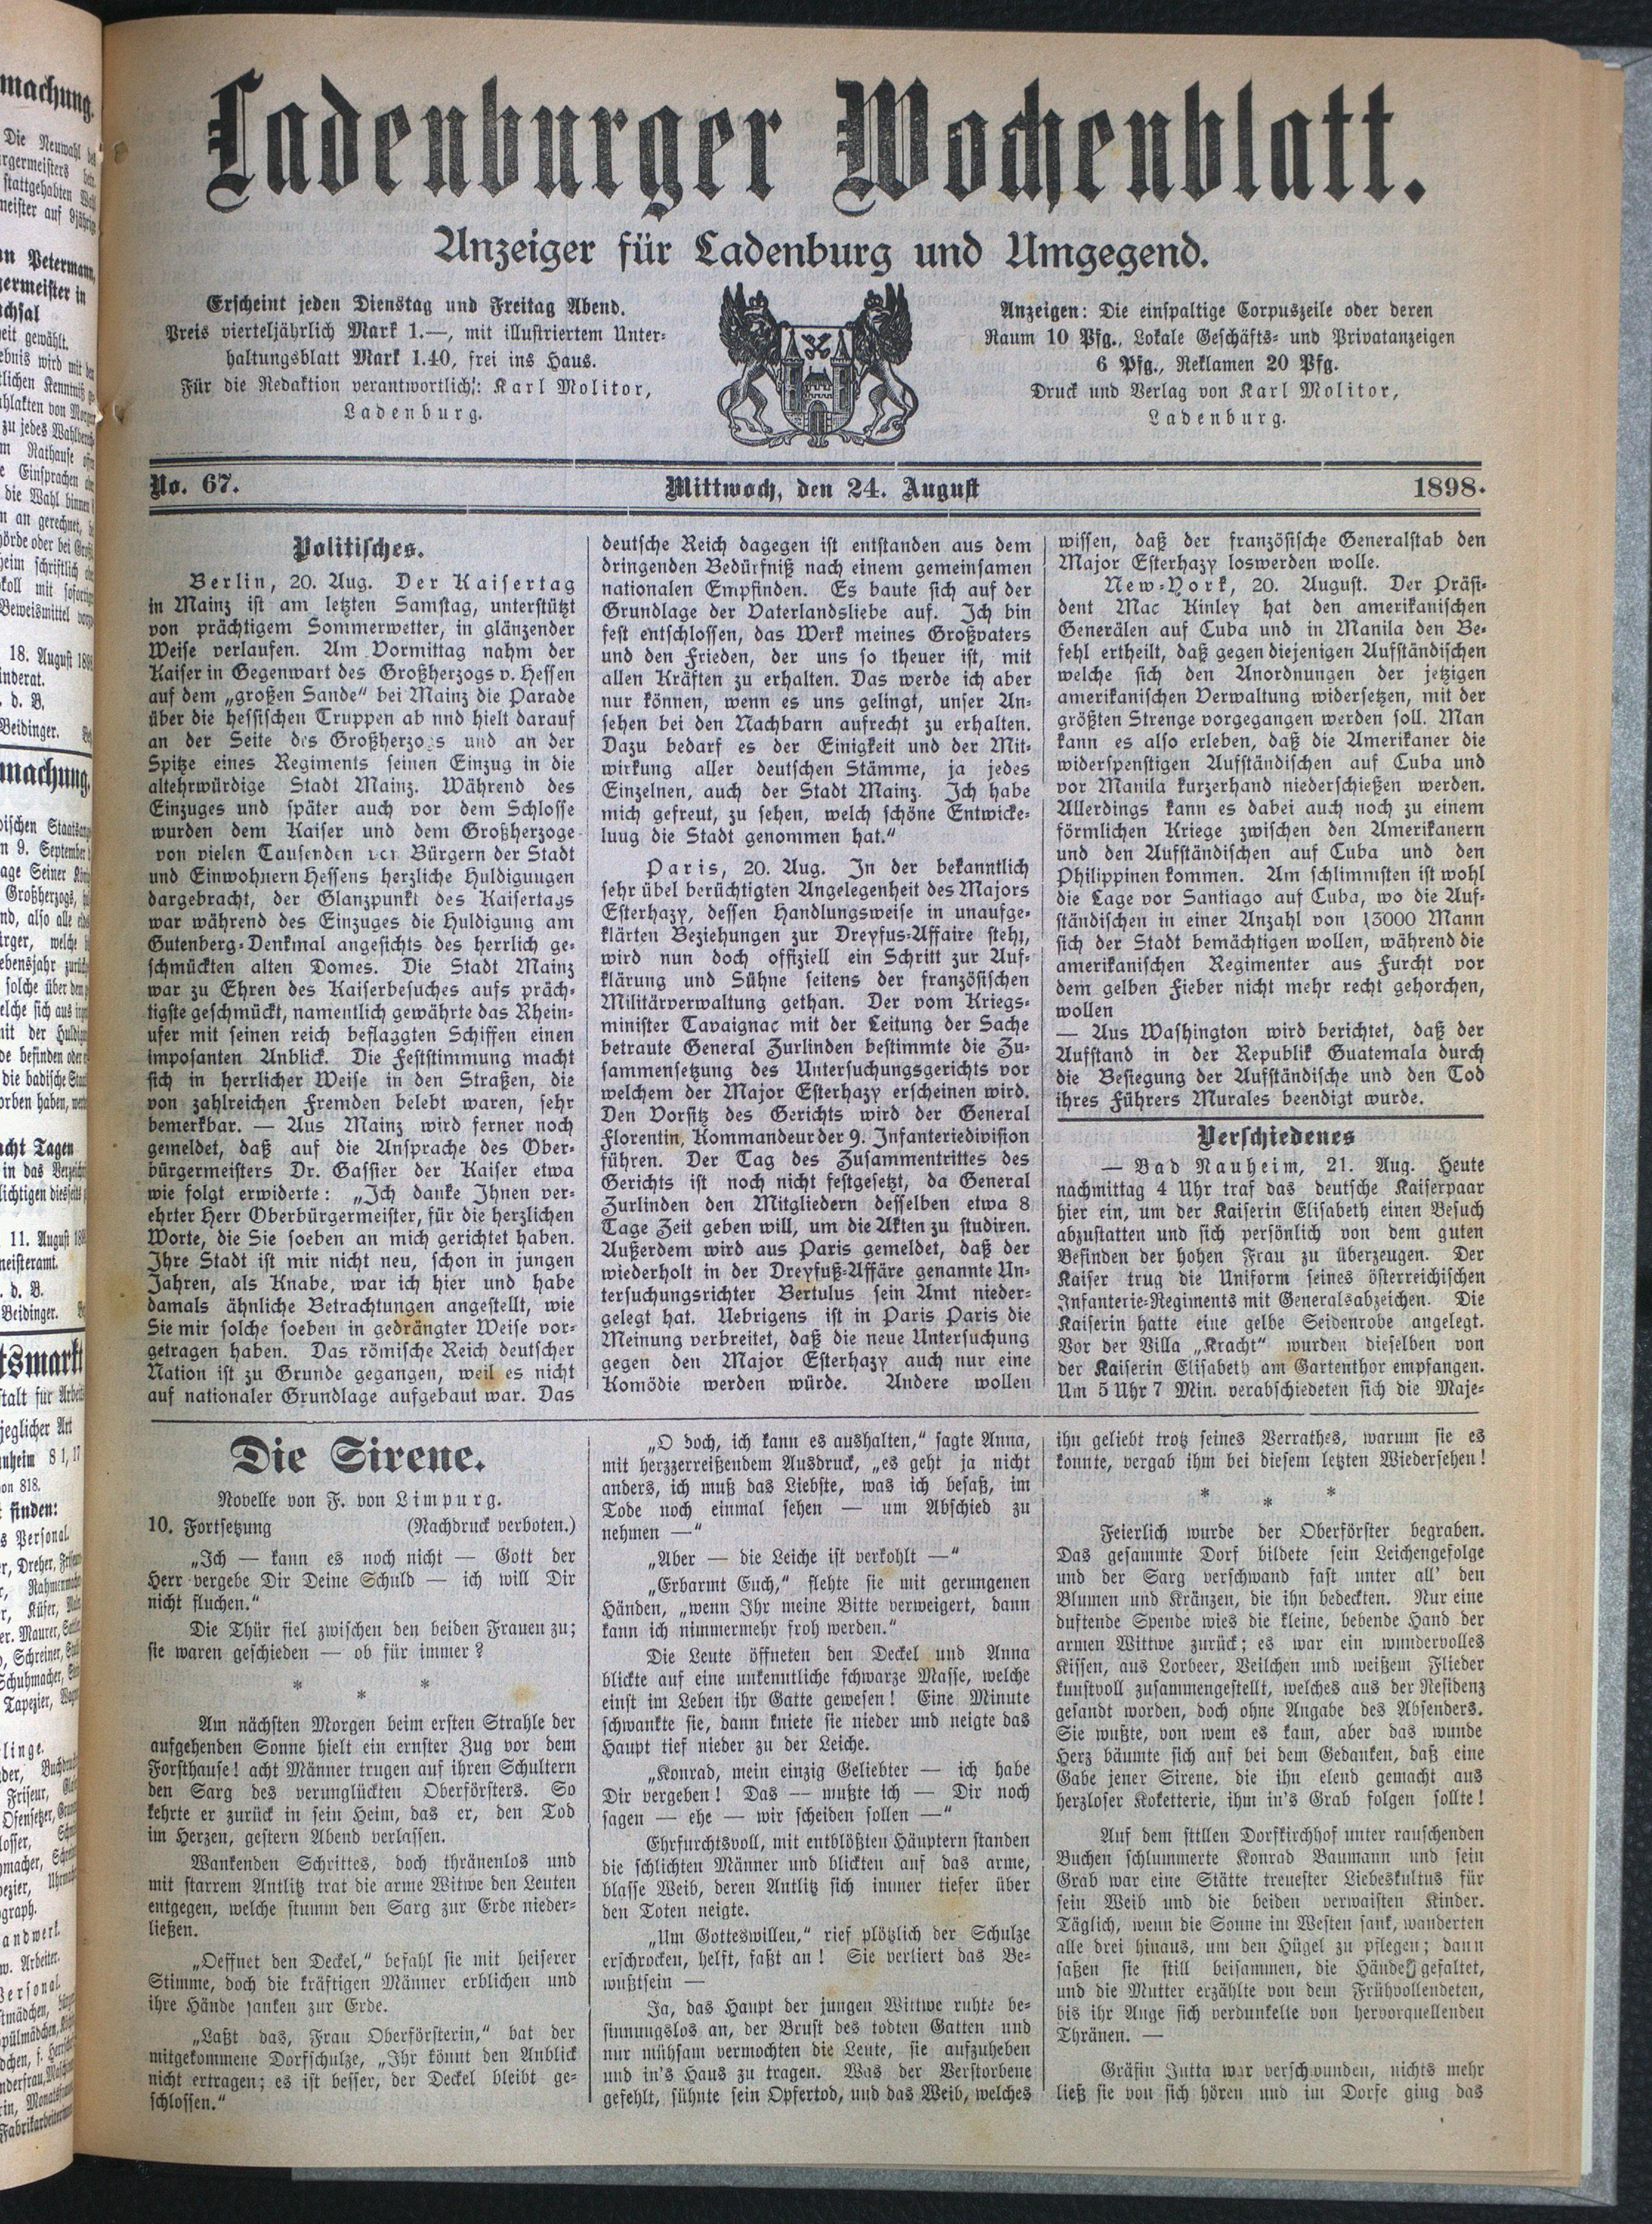 Ladenburger Wochenblatt.
Anzeiger für Ladenburg und Umgegend.
Erscheint jeden Dienstag und Freitag Abend.
Preis vierteljährlich Mark 1.—, mit illustriertem Unter-
haltungsblatt Mark 1.40, frei ins Haus.
Für die Redaktion verantwortlich: Karl Molitor,
Ladenburg.
Anzeigen: Die einspaltige Corpuszeile oder deren
Raum 10 Pfg., Lokale Geschäfts- und Privatanzeigen
6 Pfg., Reklamen 20 Pfg.
Druck und Verlag von Karl Molitor,
Ladenburg.
No. 67.
Mittwoch, den 24. August
1898.
Politisches.
Berlin, 20. Aug. Der Kaisertag
in Mainz ist am letzten Samstag, unterstützt
von prächtigem Sommerwetter, in glänzender
Weise verlaufen. Am Vormittag nahm der
Kaiser in Gegenwart des Großherzogs v. Hessen
auf dem „großen Sande“ bei Mainz die Parade
über die hessischen Truppen ab nnd hielt darauf
an der Seite des Großherzogs und an der
Spitze eines Regiments seinen Einzug in die
altehrwürdige Stadt Mainz. Während des
Einzuges und später auch vor dem Schlosse
wurden dem Kaiser und dem Großherzoge
von vielen Tausenden von Bürgern der Stadt
und Einwohnern Hessens herzliche Huldiguugen
dargebracht, der Glanzpunkt des Kaisertags
war während des Einzuges die Huldigung am
Gutenberg-Denkmal angesichts des herrlich ge-
schmückten alten Domes. Die Stadt Mainz
war zu Ehren des Kaiserbesuches aufs präch-
tigste geschmückt, namentlich gewährte das Rhein-
ufer mit seinen reich beflaggten Schiffen einen
imposanten Anblick. Die Feststimmung macht
sich in herrlicher Weise in den Straßen, die
von zahlreichen Fremden belebt waren, sehr
bemerkbar. — Aus Mainz wird ferner noch
gemeldet, daß auf die Ansprache des Ober-
bürgermeisters Dr. Gassier der Kaiser etwa
wie folgt erwiderte: „Ich danke Ihnen ver-
ehrter Herr Oberbürgermeister, für die herzlichen
Worte, die Sie soeben an mich gerichtet haben.
Ihre Stadt ist mir nicht neu, schon in jungen
Jahren, als Knabe, war ich hier und habe
damals ähnliche Betrachtungen angestellt, wie
Sie mir solche soeben in gedrängter Weise vor-
getragen haben. Das römische Reich deutscher
Nation ist zu Grunde gegangen, weil es nicht
auf nationaler Grundlage aufgebaut war. Das
deutsche Reich dagegen ist entstanden aus dem
dringenden Bedürfniß nach einem gemeinsamen
nationalen Empfinden. Es baute sich auf der
Grundlage der Vaterlandsliebe auf. Ich bin
fest entschlossen, das Werk meines Großvaters
und den Frieden, der uns so theuer ist, mit
allen Kräften zu erhalten. Das werde ich aber
nur können, wenn es uns gelingt, unser An-
sehen bei den Nachbarn aufrecht zu erhalten.
Dazu bedarf es der Einigkeit und der Mit-
wirkung aller deutschen Stämme, ja jedes
Einzelnen, auch der Stadt Mainz. Ich habe
mich gefreut, zu sehen, welch schöne Entwicke-
luug die Stadt genommen hat.“
Paris, 20. Aug. In der bekanntlich
sehr übel berüchtigten Angelegenheit des Majors
Esterhazy, dessen Handlungsweise in unaufge-
klärten Beziehungen zur Dreyfus-Affaire steht,
wird nun doch offiziell ein Schritt zur Auf-
klärung und Sühne seitens der französischen
Militärverwaltung gethan. Der vom Kriegs-
minister Cavaignac mit der Leitung der Sache
betraute General Zurlinden bestimmte die Zu-
sammensetzung des Untersuchungsgerichts vor
welchem der Major Esterhazy erscheinen wird.
Den Vorsitz des Gerichts wird der General
Florentin, Kommandeur der 9. Infanteriedivision
führen. Der Tag des Zusammentrittes des
Gerichts ist noch nicht festgesetzt, da General
Zurlinden den Mitgliedern desselben etwa 8
Tage Zeit geben will, um die Akten zu studiren.
Außerdem wird aus Paris gemeldet, daß der
wiederholt in der Dreyfuß-Affäre genannte Un-
tersuchungsrichter Bertulus sein Amt nieder-
gelegt hat. Uebrigens ist in Paris Paris die
Meinung verbreitet, daß die neue Untersuchung
gegen den Major Esterhazy auch nur eine
Komödie werden würde. Andere wollen
wissen, daß der französische Generalstab den
Major Esterhazy loswerden wolle.
New-York, 20. August. Der Präsi-
dent Mac Kinley hat den amerikanischen
Generälen auf Cuba und in Manila den Be-
fehl ertheilt, daß gegen diejenigen Aufständischen
welche sich den Anordnungen der jetzigen
amerikanischen Verwaltung widersetzen, mit der
größten Strenge vorgegangen werden soll. Man
kann es also erleben, daß die Amerikaner die
widerspenstigen Aufständischen auf Cuba und
vor Manila kurzerhand niederschießen werden.
Allerdings kann es dabei auch noch zu einem
förmlichen Kriege zwischen den Amerikanern
und den Aufständischen auf Cuba und den
Philippinen kommen. Am schlimmsten ist wohl
die Lage vor Santiago auf Cuba, wo die Auf-
ständischen in einer Anzahl von 13000 Mann
sich der Stadt bemächtigen wollen, während die
amerikanischen Regimenter aus Furcht vor
dem gelben Fieber nicht mehr recht gehorchen,
wollen
— Aus Washington wird berichtet, daß der
Aufstand in der Republik Guatemala durch
die Besiegung der Aufständische und den Tod
ihres Führers Murales beendigt wurde.
Verschiedenes
— Bad Nauheim, 21. Aug. Heute
nachmittag 4 Uhr traf das deutsche Kaiserpaar
hier ein, um der Kaiserin Elisabeth einen Besuch
abzustatten und sich persönlich von dem guten
Befinden der hohen Frau zu überzeugen. Der
Kaiser trug die Uniform seines österreichischen
Infanterie-Regiments mit Generalsabzeichen. Die
Kaiserin hatte eine gelbe Seidenrobe angelegt.
Vor der Villa „Kracht“ wurden dieselben von
der Kaiserin Elisabeth am Gartenthor empfangen.
Um 5 Uhr 7 Min. verabschiedeten sich die Maje-
Die Sirene.
Novelle von F. von Limpurg.
10. Fortsetzung (Nachdruck verboten.)
„Ich — kann es noch nicht — Gott der
Herr vergebe Dir Deine Schuld — ich will Dir
nicht fluchen.“
Die Thür fiel zwischen den beiden Frauen zu;
sie waren geschieden — ob für immer?
* * *
Am nächsten Morgen beim ersten Strahle der
aufgehenden Sonne hielt ein ernster Zug vor dem
Forsthause! acht Männer trugen auf ihren Schultern
den Sarg des verunglückten Oberförsters. So
kehrte er zurück in sein Heim, das er, den Tod
im Herzen, gestern Abend verlassen.
Wankenden Schrittes, doch thränenlos und
mit starrem Antlitz trat die arme Witwe den Leuten
entgegen, welche stumm den Sarg zur Erde nieder-
ließen.
„Oeffnet den Deckel,“ befahl sie mit heiserer
Stimme, doch die kräftigen Männer erblichen und
ihre Hände sanken zur Erde.
„Laßt das, Frau Oberförsterin,“ bat der
mitgekommene Dorfschulze, „Ihr könnt den Anblick
nicht ertragen; es ist besser, der Deckel bleibt ge-
schlossen.“
„O doch, ich kann es aushalten,“ sagte Anna,
mit herzzerreißendem Ausdruck, „es geht ja nicht
anders, ich muß das Liebste, was ich besaß, im
Tode noch einmal sehen — um Abschied zu
nehmen —“
„Aber — die Leiche ist verkohlt —“
„Erbarmt Euch,“ flehte sie mit gerungenen
Händen, „wenn Ihr meine Bitte verweigert, dann
kann ich nimmermehr froh werden.“
Die Leute öffneten den Deckel und Anna
blickte auf eine unkenntliche schwarze Masse, welche
einst im Leben ihr Gatte gewesen! Eine Minute
schwankte sie, dann kniete sie nieder und neigte das
Haupt tief nieder zu der Leiche.
„Konrad, mein einzig Geliebter — ich habe
Dir vergeben! Das — mußte ich — Dir noch
sagen — ehe — wir scheiden sollen —“
Ehrfurchtsvoll, mit entblößten Häuptern standen
die schlichten Männer und blickten auf das arme,
blasse Weib, deren Antlitz sich immer tiefer über
den Toten neigte.
„Um Gotteswillen,“ rief plötzlich der Schulze
erschrocken, helft, faßt an! Sie verliert das Be-
wußtsein —
Ja, das Haupt der jungen Wittwe ruhte be-
sinnungslos an, der Brust des todten Gatten und
nur mühsam vermochten die Leute, sie aufzuheben
und in's Haus zu tragen. Was der Verstorbene
gefehlt, sühnte sein Opfertod, und das Weib, welches
ihn geliebt trotz seines Verrathes, warum sie es
konnte, vergab ihm bei diesem letzten Wiedersehen!
* * *
Feierlich wurde der Oberförster begraben.
Das gesammte Dorf bildete sein Leichengefolge
und der Sarg verschwand fast unter all' den
Blumen und Kränzen, die ihn bedeckten. Nur eine
duftende Spende wies die kleine, bebende Hand der
armen Wittwe zurück; es war ein wundervolles
Kissen, aus Lorbeer, Veilchen und weißem Flieder
kunstvoll zusammengestellt, welches aus der Residenz
gesandt worden, doch ohne Angabe des Absenders.
Sie wußte, von wem es kam, aber das wunde
Herz bäumte sich auf bei dem Gedanken, daß eine
Gabe jener Sirene, die ihn elend gemacht aus
herzloser Koketterie, ihm in's Grab folgen sollte!
Auf dem sttllen Dorfkirchhof unter rauschenden
Buchen schlummerte Konrad Baumann und sein
Grab war eine Stätte treuester Liebeskultus für
sein Weib und die beiden verwaisten Kinder.
Täglich, wenn die Sonne im Westen sank, wanderten
alle drei hinaus, um den Hügel zu pflegen; dann
saßen sie still beisammen, die Hände gefaltet,
und die Mutter erzählte von dem Frühvollendeten,
bis ihr Auge sich verdunkelte von hervorquellenden
Thränen. —
Gräfin Jutta war verschwunden, nichts mehr
ließ sie von sich hören und im Dorfe ging das